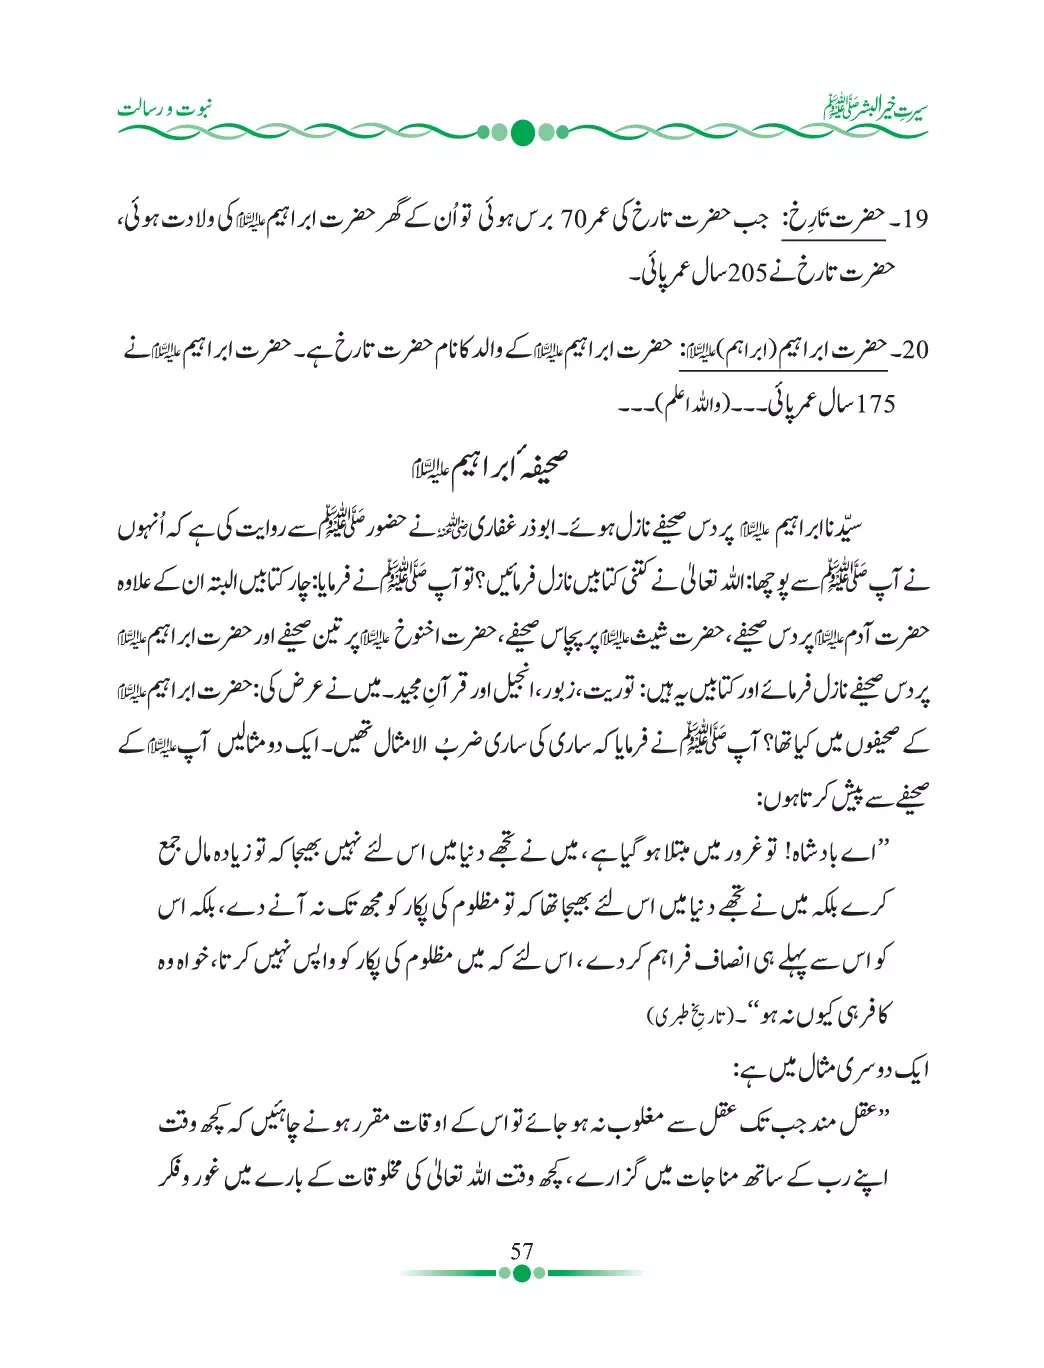 سیرتِ خیر البشر ﷺ
نبوت و رسالت
19۔ حضرت تَارِخ: جب حضرت تارخ کی عمر 70 برس ہوئی تو اُن کے گھر حضرت ابراہیم علیہ السلام کی ولادت ہوئی،
حضرت تارخ نے 205 سال عمر پائی۔
20۔ حضرت ابراہیم (ابراہم) علیہ السلام: حضرت ابراہیم علیہ السلام کے والد کا نام حضرت تارخ ہے۔ حضرت ابراہیم علیہ السلام نے
175 سال عمر پائی۔۔۔ (واللہ اعلم)۔۔۔
صحیفۂ ابراہیم علیہ السلام
سیّدنا ابراہیم علیہ السلام پر دس صحیفے نازل ہوئے۔ ابوذر غفاری رضی اللہ عنہ نے حضور ﷺ سے روایت کی ہے کہ اُنہوں
نے آپ ﷺ سے پوچھا: اللہ تعالیٰ نے کتنی کتابیں نازل فرمائیں؟ تو آپ ﷺ نے فرمایا: چار کتابیں البتہ ان کے علاوہ
حضرت آدم علیہ السلام پر دس صحیفے، حضرت شیث علیہ السلام پر پچاس صحیفے، حضرت اخنوخ علیہ السلام پر تین صحیفے اور حضرت ابراہیم علیہ السلام
پر دس صحیفے نازل فرمائے اور کتابیں یہ ہیں: توریت، زبور، انجیل اور قرآنِ مجید۔ میں نے عرض کی: حضرت ابراہیم علیہ السلام
کے صحیفوں میں کیا تھا؟ آپ ﷺ نے فرمایا کہ ساری کی ساری ضربُ الامثال تھیں۔ ایک دو مثالیں آپ علیہ السلام کے
صحیفے سے پیش کرتا ہوں:
’’اے بادشاہ! تو غرور میں مبتلا ہو گیا ہے، میں نے تجھے دنیا میں اس لئے نہیں بھیجا کہ تو زیادہ مال جمع
کرے بلکہ میں نے تجھے دنیا میں اس لئے بھیجا تھا کہ تو مظلوم کی پکار کو مجھ تک نہ آنے دے، بلکہ اس
کو اس سے پہلے ہی انصاف فراہم کر دے، اس لئے کہ میں مظلوم کی پکار کو واپس نہیں کرتا، خواہ وہ
کافر ہی کیوں نہ ہو‘‘۔ (تاریخِ طبری)
ایک دوسری مثال میں ہے:
’’عقل مند جب تک عقل سے مغلوب نہ ہو جائے تو اس کے اوقات مقرر ہونے چاہئیں کہ کچھ وقت
اپنے رب کے ساتھ مناجات میں گزارے، کچھ وقت اللہ تعالیٰ کی مخلوقات کے بارے میں غور و فکر
57